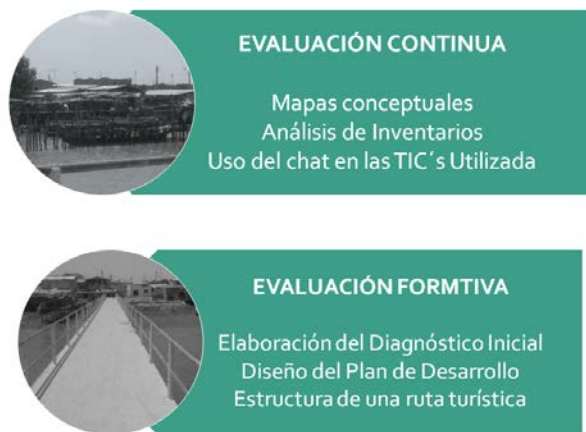 EVALUACIÓN CONTINUA
Mapas conceptuales
Análisis de Inventarios
Uso del chat en las TIC´s Utilizada
EVALUACIÓN FORMTIVA
Elaboración del Diagnóstico Inicial
Diseño del Plan de Desarrollo
Estructura de una ruta turística